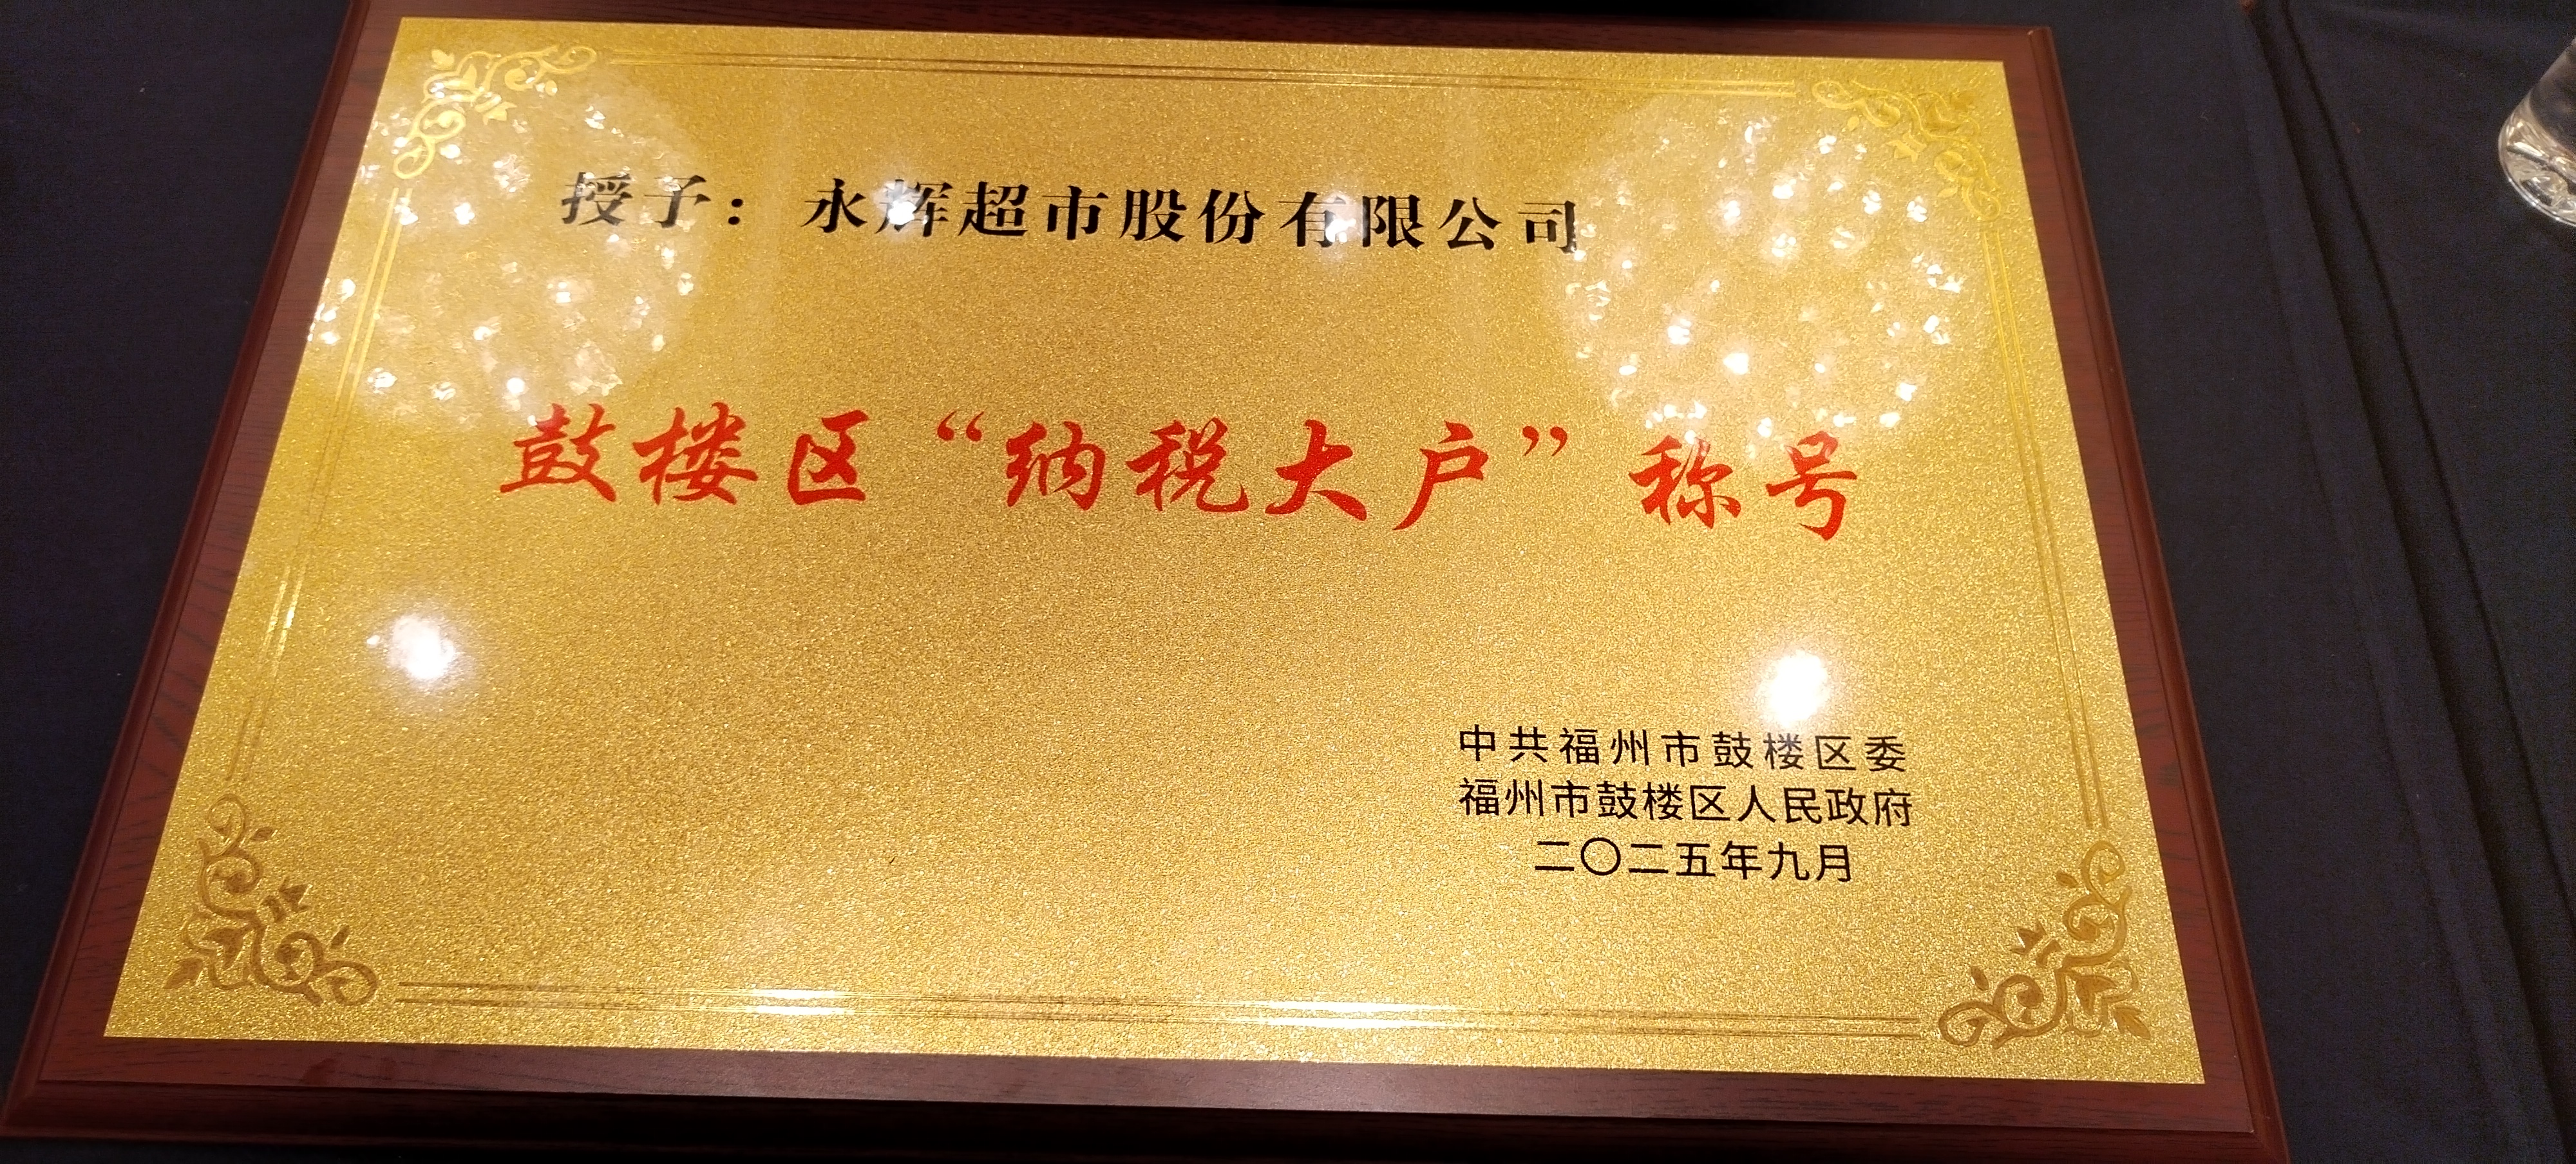 授予：永辉超市股份有限公司
鼓楼区“纳税大户”称号
中共福州市鼓楼区委
福州市鼓楼区人民政府
二〇二五年九月